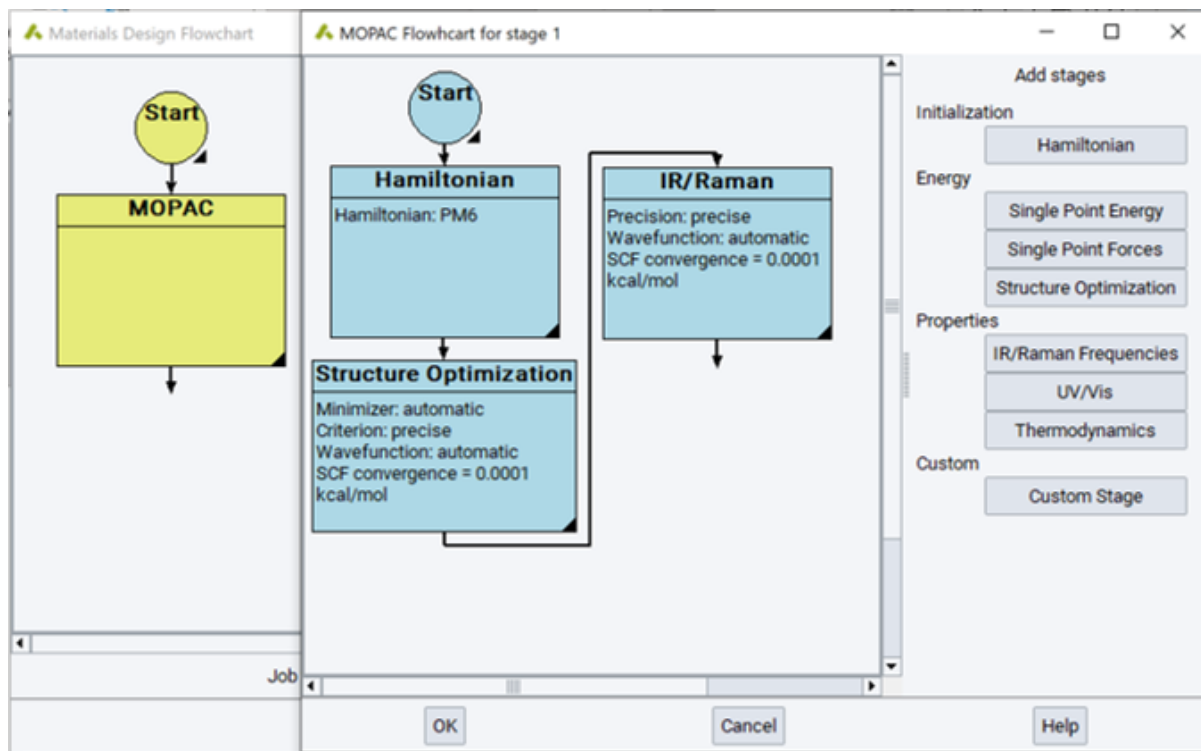 Materials Design Flowchart
Start
MOPAC
Job
MOPAC Flowhcart for stage 1
Start
Hamiltonian
Hamiltonian: PM6
Structure Optimization
Minimizer: automatic
Criterion: precise
Wavefunction: automatic
SCF convergence = 0.0001
kcal/mol
IR/Raman
Precision: precise
Wavefunction: automatic
SCF convergence = 0.0001
kcal/mol
Add stages
Initialization
Hamiltonian
Energy
Single Point Energy
Single Point Forces
Structure Optimization
Properties
IR/Raman Frequencies
UV/Vis
Thermodynamics
Custom
Custom Stage
OK
Cancel
Help